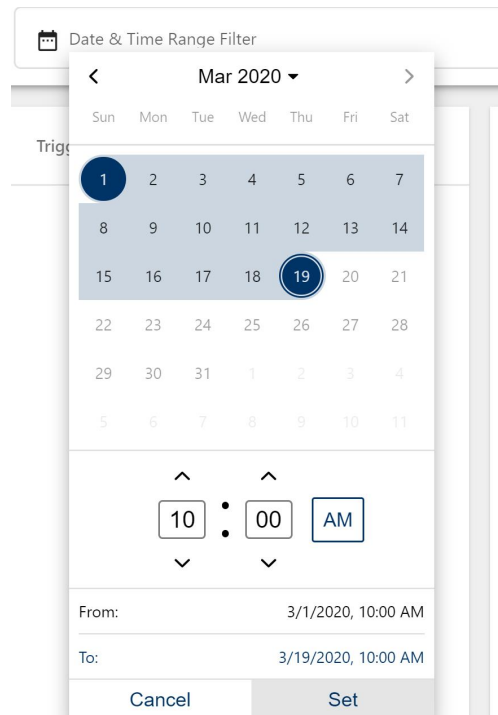 Date & Time Range Filter
Mar 2020
Sun Mon Tue Wed Thu Fri Sat
Trigg
1 2 3 4 5 6 7
8 9 10 11 12 13 14
15 16 17 18 19 20 21
22 23 24 25 26 27 28
29 30 31 1 2 3 4
5 6 7 8 9 10 11
10 : 00 AM
From: 3/1/2020, 10:00 AM
To: 3/19/2020, 10:00 AM
Cancel Set